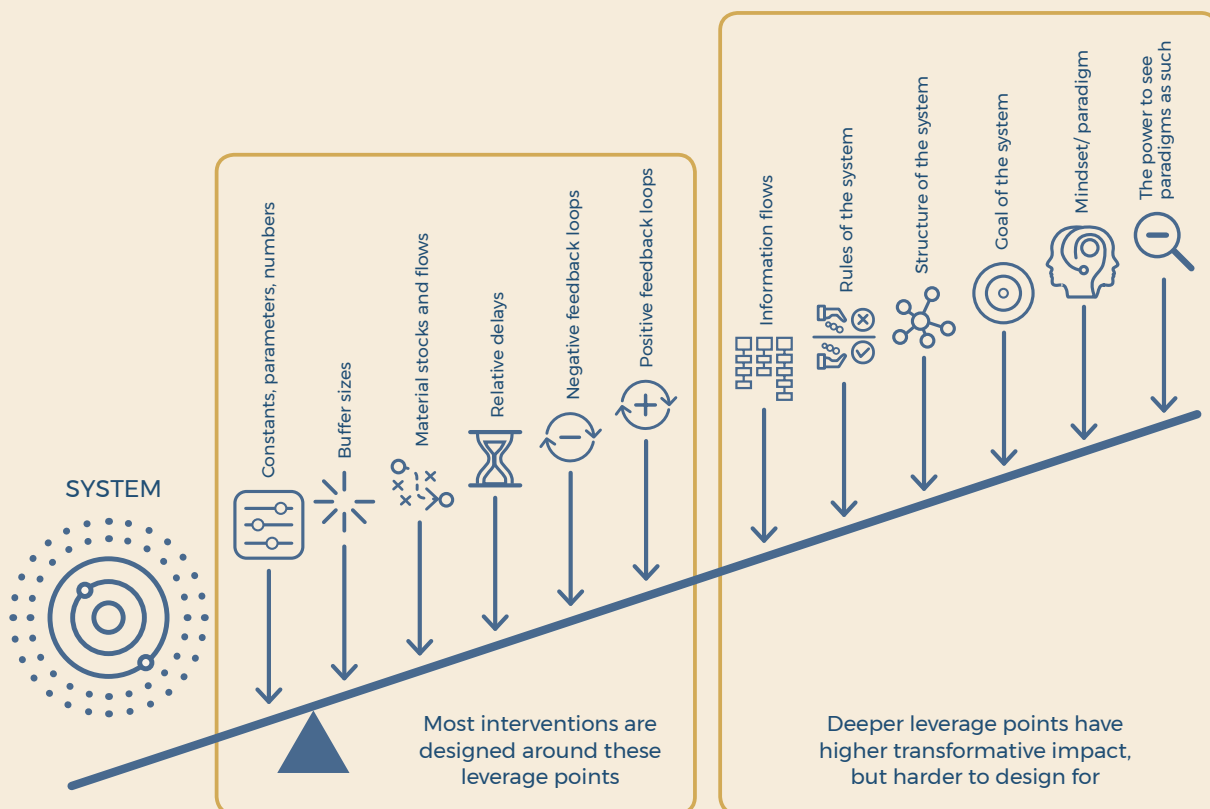 SYSTEM
Constants, parameters, numbers
Buffer sizes
Material stocks and flows
Relative delays
Negative feedback loops
Positive feedback loops
Most interventions are
designed around these
leverage points
Information flows
Rules of the system
Structure of the system
Goal of the system
Mindset/ paradigm
The power to see
paradigms as such
Deeper leverage points have
higher transformative impact,
but harder to design for